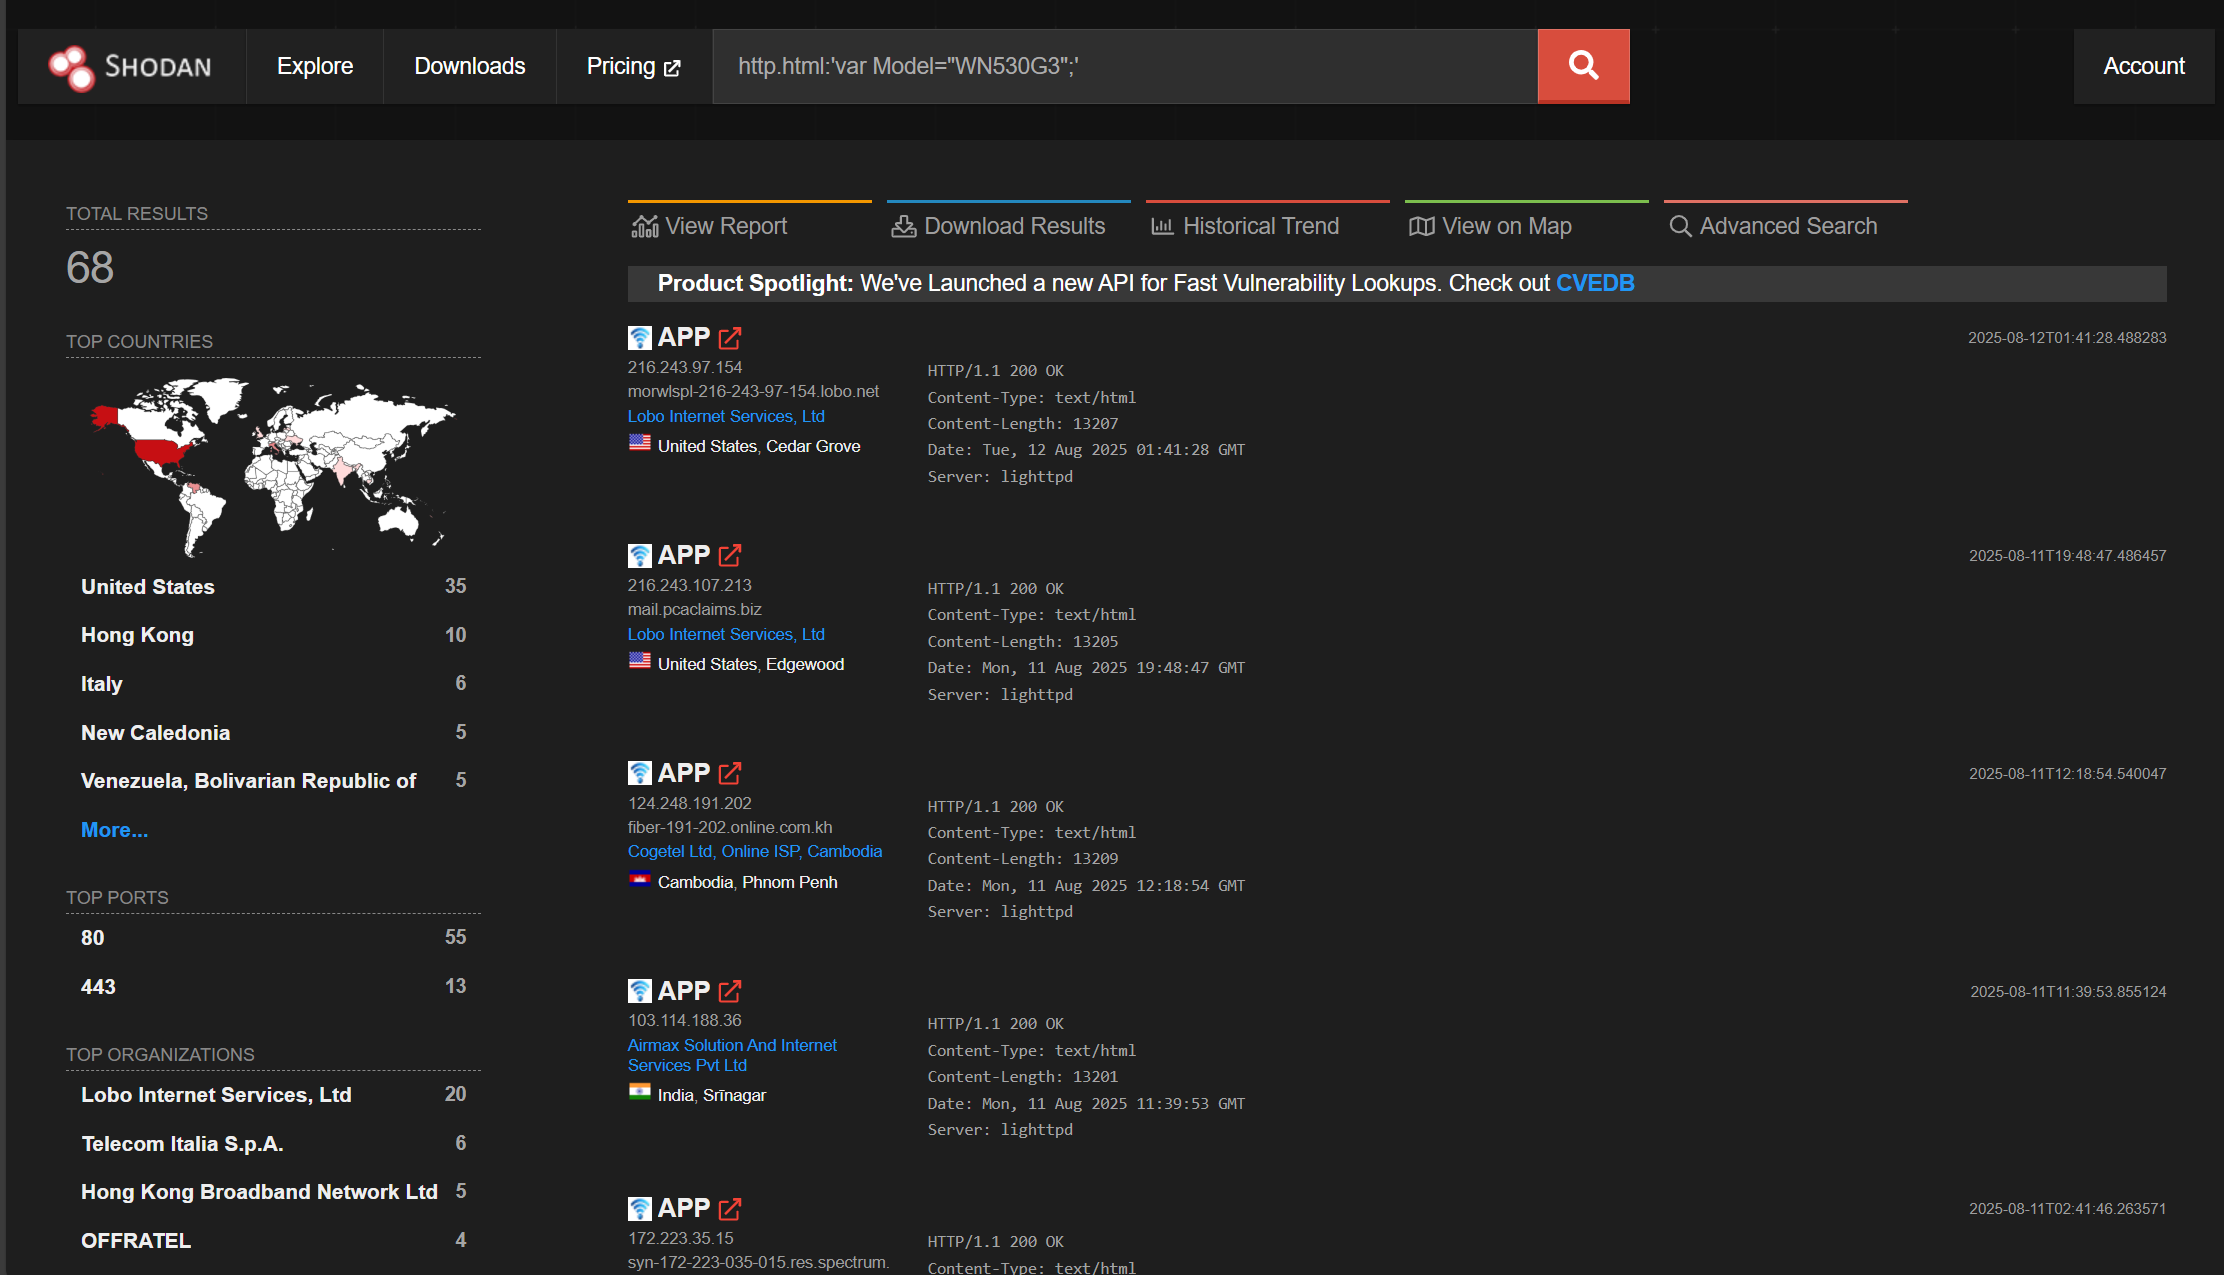 SHODAN
Explore
Downloads
Pricing
http.html:'var Model="WN530G3";'
Account
TOTAL RESULTS
68
TOP COUNTRIES
United States 35
Hong Kong 10
Italy 6
New Caledonia 5
Venezuela, Bolivarian Republic of 5
More...
TOP PORTS
80 55
443 13
TOP ORGANIZATIONS
Lobo Internet Services, Ltd 20
Telecom Italia S.p.A. 6
Hong Kong Broadband Network Ltd 5
OFFRATEL 4
View Report
Download Results
Historical Trend
View on Map
Advanced Search
Product Spotlight: We've Launched a new API for Fast Vulnerability Lookups. Check out CVEDB
APP
2025-08-12T01:41:28.488283
216.243.97.154
morwlspl-216-243-97-154.lobo.net
Lobo Internet Services, Ltd
United States, Cedar Grove
HTTP/1.1 200 OK
Content-Type: text/html
Content-Length: 13207
Date: Tue, 12 Aug 2025 01:41:28 GMT
Server: lighttpd
APP
2025-08-11T19:48:47.486457
216.243.107.213
mail.pcaclaims.biz
Lobo Internet Services, Ltd
United States, Edgewood
HTTP/1.1 200 OK
Content-Type: text/html
Content-Length: 13205
Date: Mon, 11 Aug 2025 19:48:47 GMT
Server: lighttpd
APP
2025-08-11T12:18:54.540047
124.248.191.202
fiber-191-202.online.com.kh
Cogetel Ltd, Online ISP, Cambodia
Cambodia, Phnom Penh
HTTP/1.1 200 OK
Content-Type: text/html
Content-Length: 13209
Date: Mon, 11 Aug 2025 12:18:54 GMT
Server: lighttpd
APP
2025-08-11T11:39:53.855124
103.114.188.36
Airmax Solution And Internet
Services Pvt Ltd
India, Srīnagar
HTTP/1.1 200 OK
Content-Type: text/html
Content-Length: 13201
Date: Mon, 11 Aug 2025 11:39:53 GMT
Server: lighttpd
APP
2025-08-11T02:41:46.263571
172.223.35.15
syn-172-223-035-015.res.spectrum.
HTTP/1.1 200 OK
Content-Type: text/html